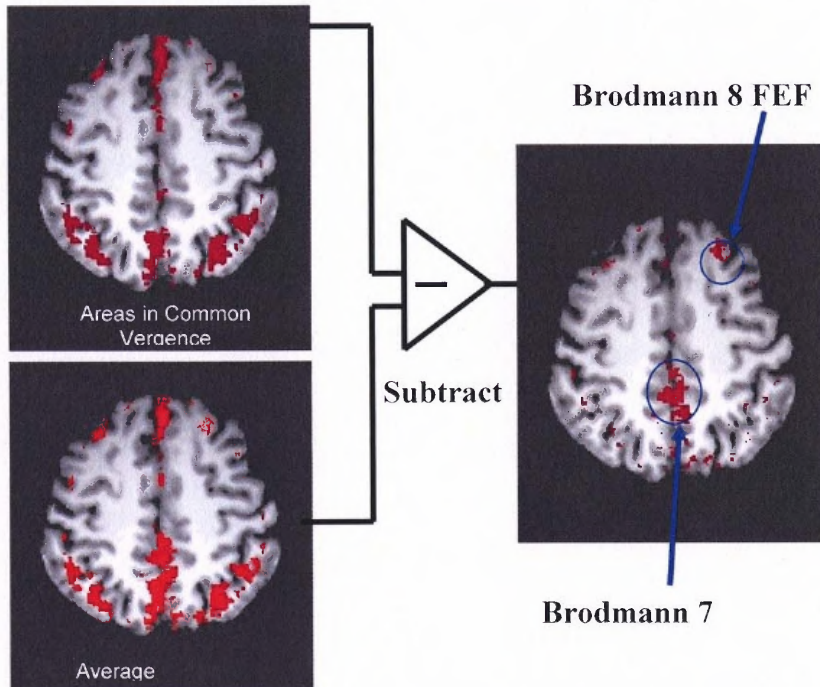 Brodmann 8 FEF
Areas in Common
Vergence
Subtract
Brodmann 7
Average